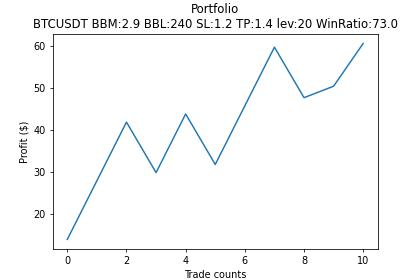 Portfolio
BTCUSDT BBM:2.9 BBL:240 SL:1.2 TP:1.4 lev:20 WinRatio:73.0
60
50
40
30
20
Profit ($)
0 2 4 6 8 10
Trade counts